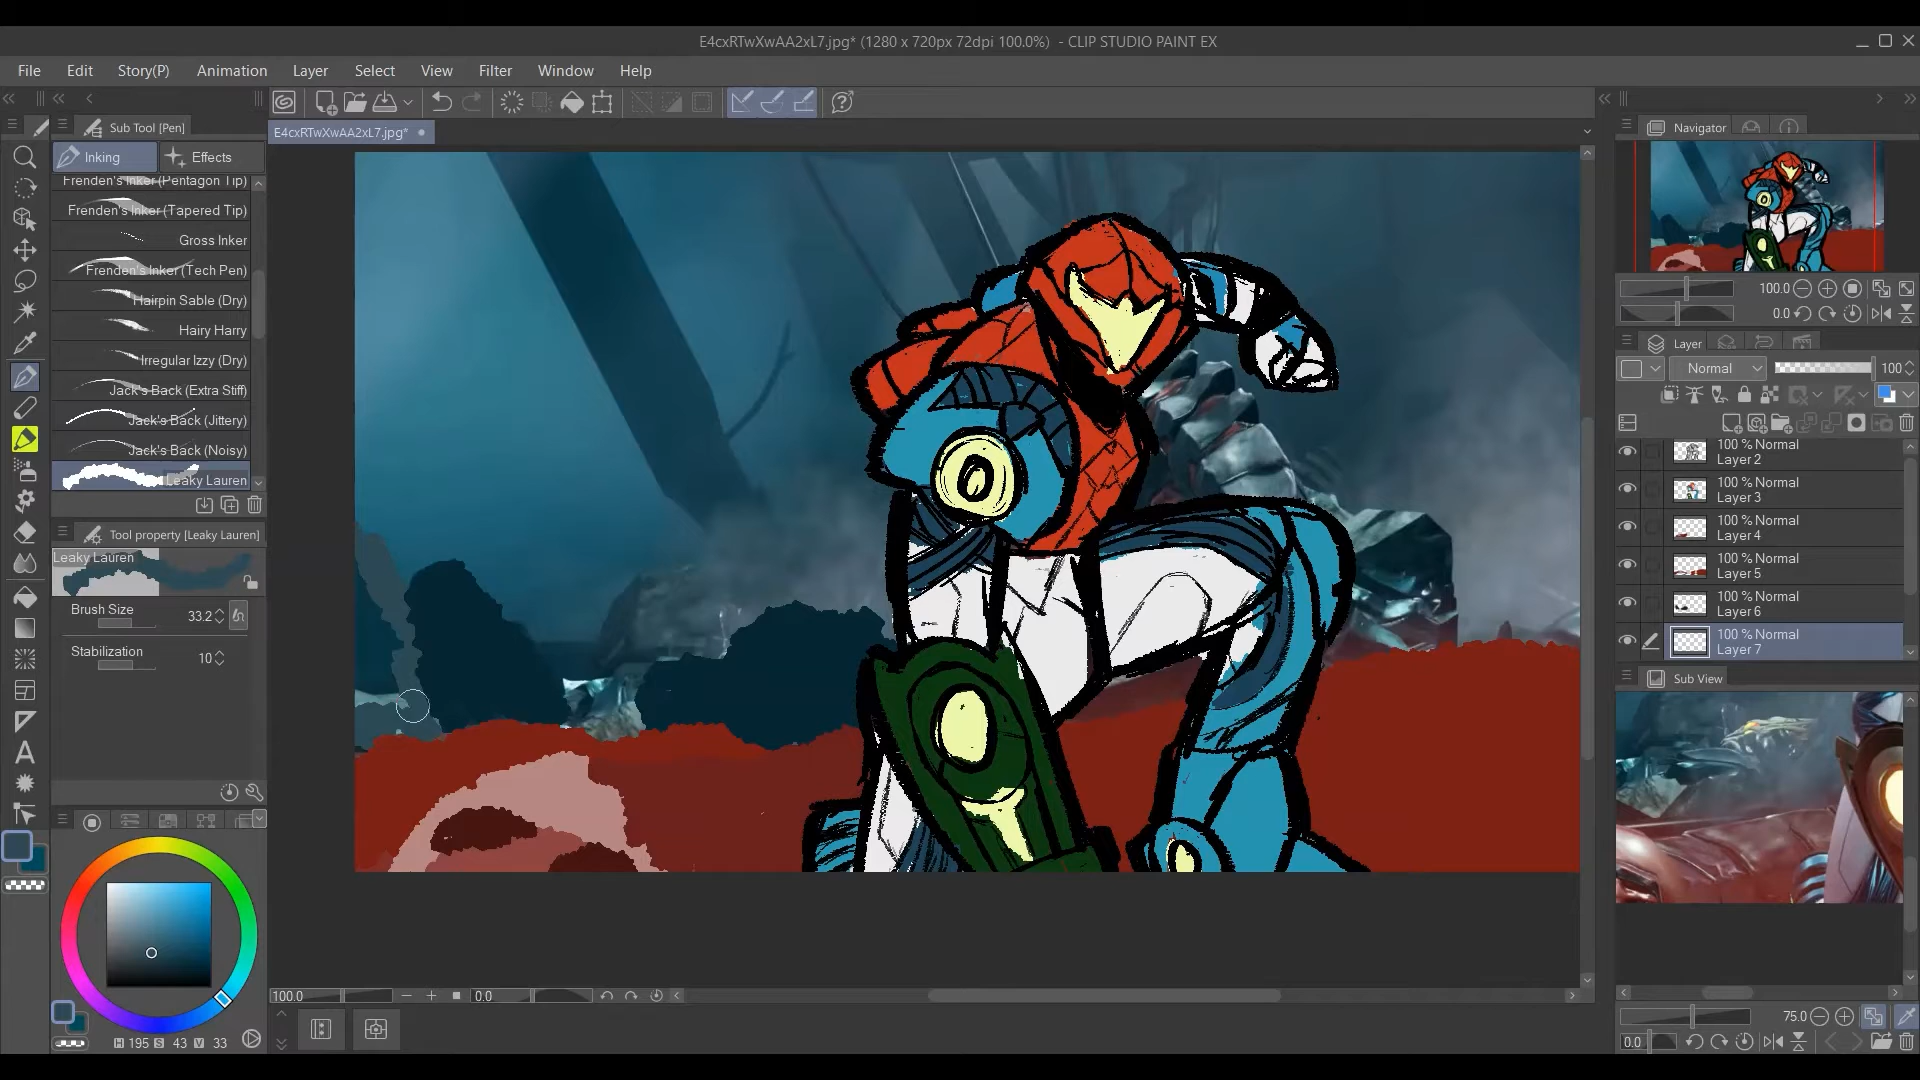 E4cxRTwXwAA2xL7.jpg* (1280 x 720px 72dpi 100.0%) - CLIP STUDIO PAINT EX
File Edit Story(P) Animation Layer Select View Filter Window Help
Sub Tool [Pen]
E4cxRTwXwAA2xL7.jpg*
Navigator
Inking Effects
Frenden's Inker (Pentagon Tip)
Frenden's Inker (Tapered Tip)
Gross Inker
Frenden's Inker (Tech Pen)
Hairpin Sable (Dry)
Hairy Harry
Irregular Izzy (Dry)
Jack's Back (Extra Stiff)
Jack's Back (Jittery)
Jack's Back (Noisy)
Leaky Lauren
Tool property [Leaky Lauren]
Leaky Lauren
Brush Size 33.2
Stabilization 10
H 195 S 43 V 33
100.0 0.0
100.0
0.0
Layer
Normal 100
100 % Normal
Layer 2
100 % Normal
Layer 3
100 % Normal
Layer 4
100 % Normal
Layer 5
100 % Normal
Layer 6
100 % Normal
Layer 7
Sub View
75.0
0.0